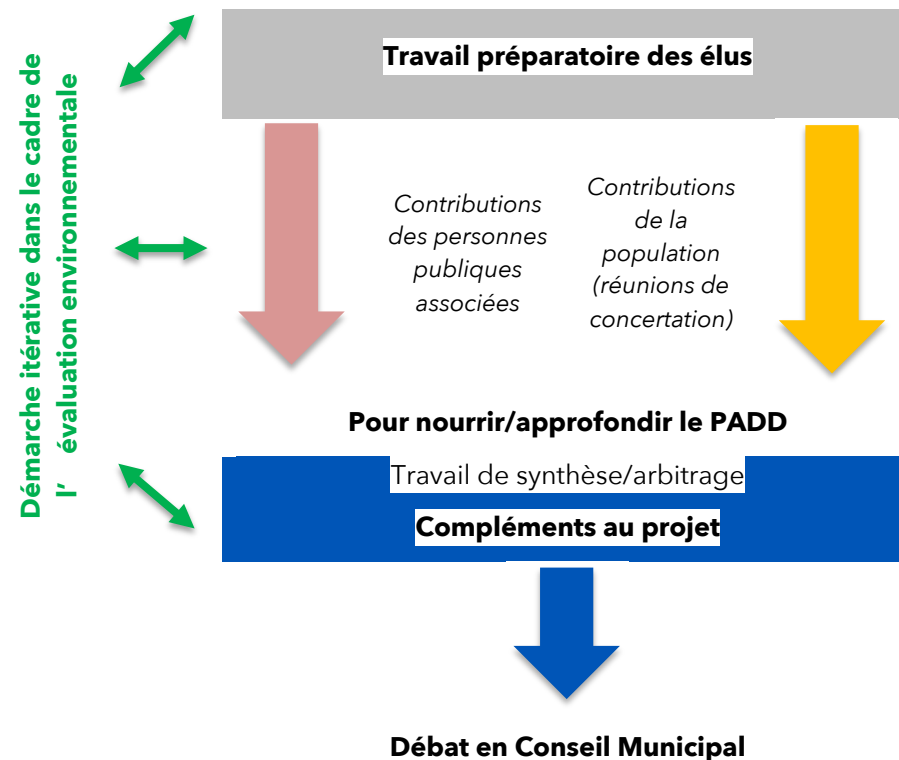 Démarche itérative dans le cadre de
l’ évaluation environnementale
Travail préparatoire des élus
Contributions
des personnes
publiques
associées
Contributions
de la
population
(réunions de
concertation)
Pour nourrir/approfondir le PADD
Travail de synthèse/arbitrage
Compléments au projet
Débat en Conseil Municipal